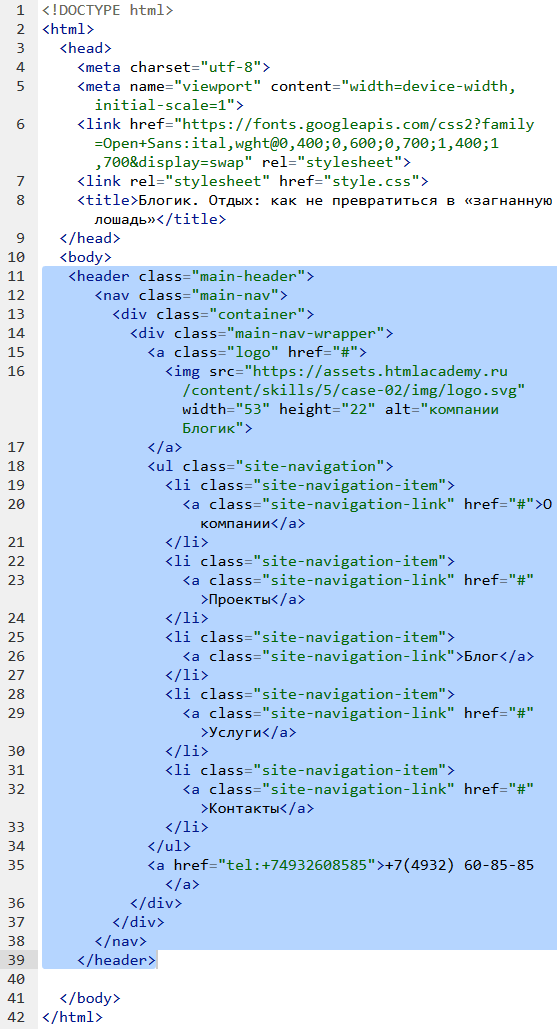 1 <!DOCTYPE html>
2 <html>
3 <head>
4 <meta charset="utf-8">
5 <meta name="viewport" content="width=device-width,
initial-scale=1">
6 <link href="https://fonts.googleapis.com/css2?family
=Open+Sans:ital,wght@0,400;0,600;0,700;1,400;1
,700&display=swap" rel="stylesheet">
7 <link rel="stylesheet" href="style.css">
8 <title>Блогик. Отдых: как не превратиться в «загнанную
лошадь»</title>
9 </head>
10 <body>
11 <header class="main-header">
12 <nav class="main-nav">
13 <div class="container">
14 <div class="main-nav-wrapper">
15 <a class="logo" href="#">
16 <img src="https://assets.htmlacademy.ru
/content/skills/5/case-02/img/logo.svg"
width="53" height="22" alt="компании
Блогик">
17 </a>
18 <ul class="site-navigation">
19 <li class="site-navigation-item">
20 <a class="site-navigation-link" href="#">О
компании</a>
21 </li>
22 <li class="site-navigation-item">
23 <a class="site-navigation-link" href="#"
>Проекты</a>
24 </li>
25 <li class="site-navigation-item">
26 <a class="site-navigation-link">Блог</a>
27 </li>
28 <li class="site-navigation-item">
29 <a class="site-navigation-link" href="#"
>Услуги</a>
30 </li>
31 <li class="site-navigation-item">
32 <a class="site-navigation-link" href="#"
>Контакты</a>
33 </li>
34 </ul>
35 <a href="tel:+74932608585">+7(4932) 60-85-85
</a>
36 </div>
37 </div>
38 </nav>
39 </header>
40
41 </body>
42 </html>